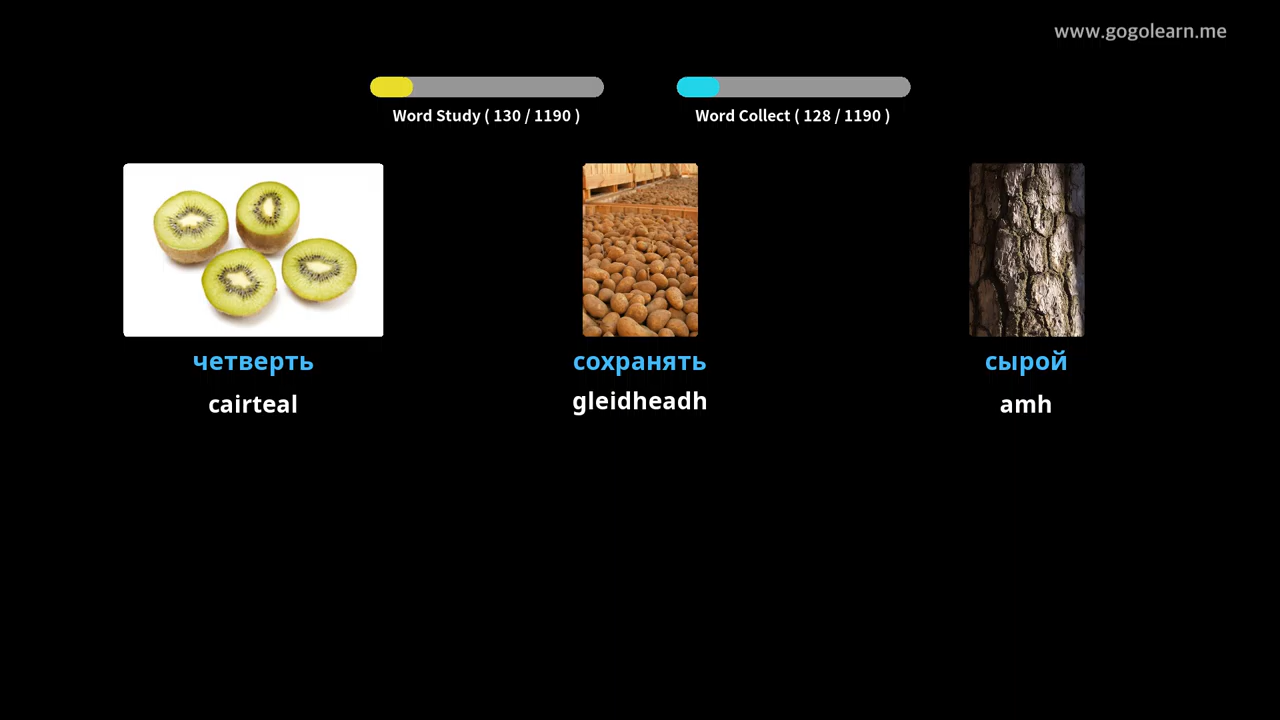 www.gogolearn.me
Word Study ( 130 / 1190 )
Word Collect ( 128 / 1190 )
четверть
сохранять
сырой
cairteal
gleidheadh
amh